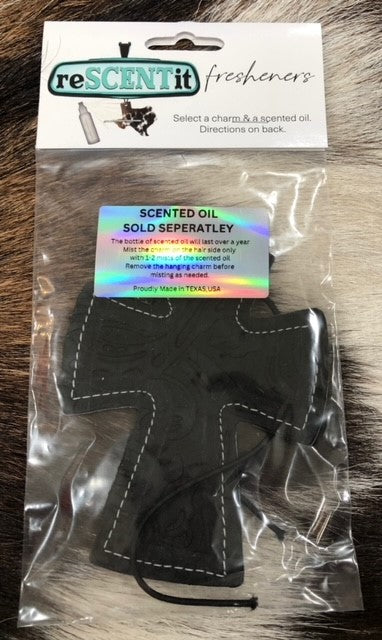 reSCENTit fresheners
Select a charm & a scented oil.
Directions on back.
SCENTED OIL
SOLD SEPERATLEY
The bottle of scented oil will last over a year
Mist the charm on the hair side only
with 1-2 mists of the scented oil
Remove the hanging charm before
misting as needed.
Proudly Made in TEXAS, USA